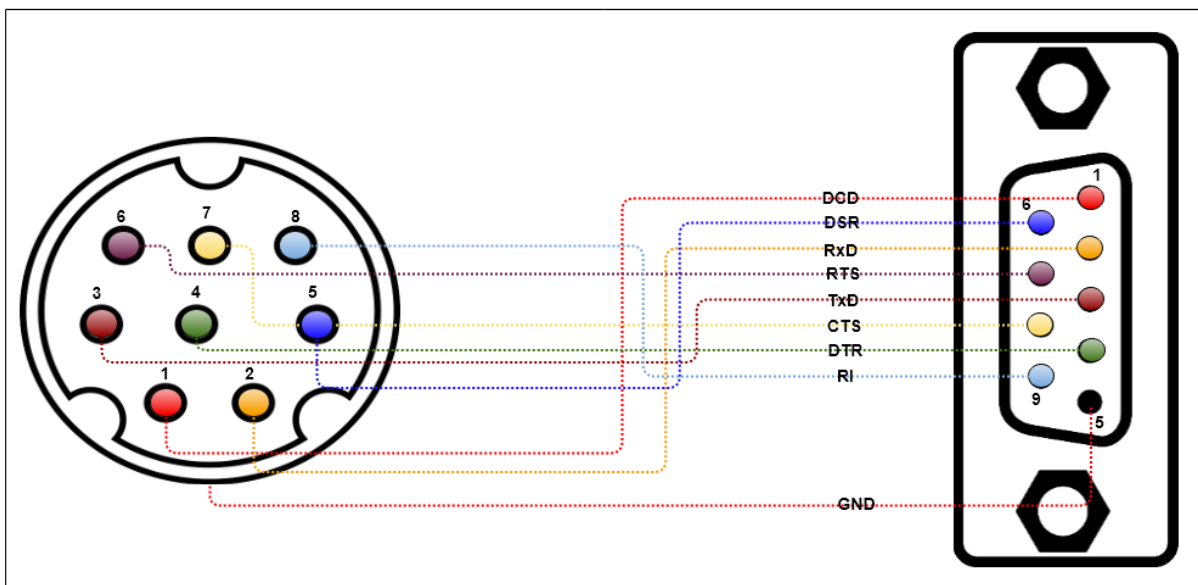 6 7 8
3 4 5
1 2
DCD
DSR
RxD
RTS
TxD
CTS
DTR
RI
GND
1
6
9
5